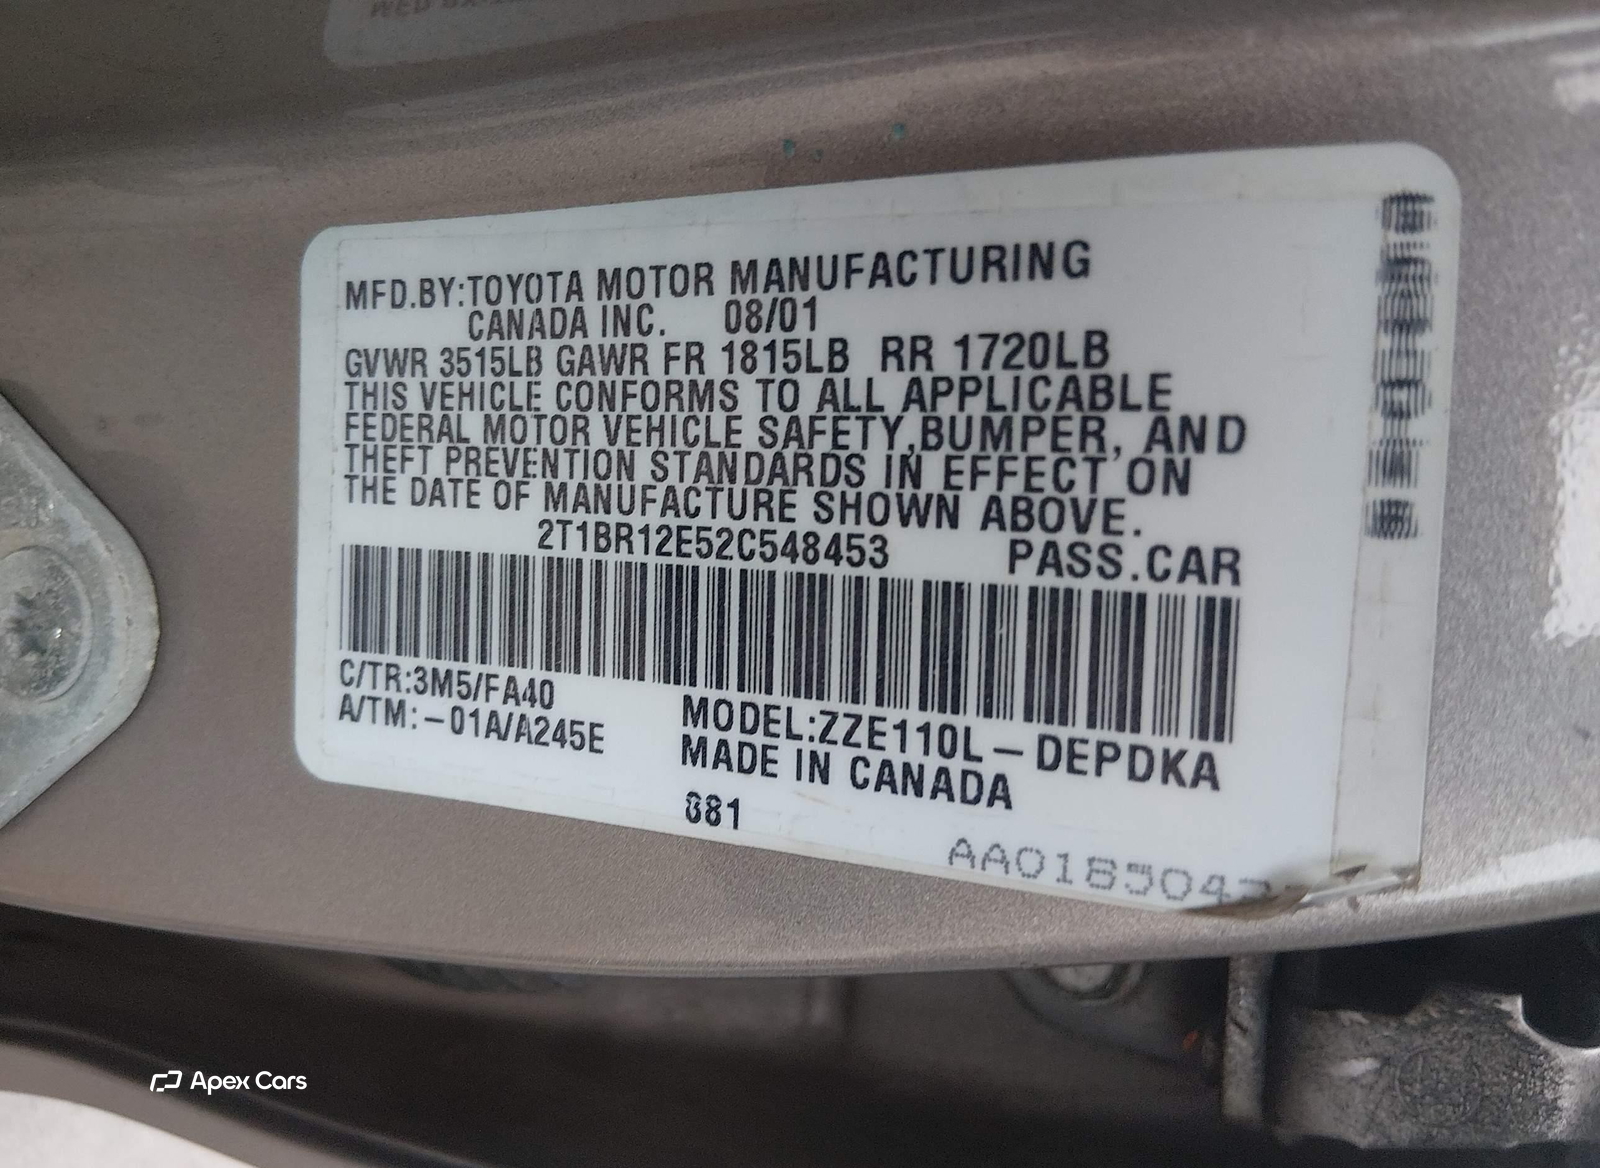 MFD.BY:TOYOTA MOTOR MANUFACTURING
CANADA INC. 08/01
GVWR 3515LB GAWR FR 1815LB RR 1720LB
THIS VEHICLE CONFORMS TO ALL APPLICABLE
FEDERAL MOTOR VEHICLE SAFETY,BUMPER, AND
THEFT PREVENTION STANDARDS IN EFFECT ON
THE DATE OF MANUFACTURE SHOWN ABOVE.
2T1BR12E52C548453 PASS.CAR
C/TR:3M5/FA40
A/TM:-01A/A245E
MODEL:ZZE110L-DEPDKA
MADE IN CANADA
881
Apex Cars